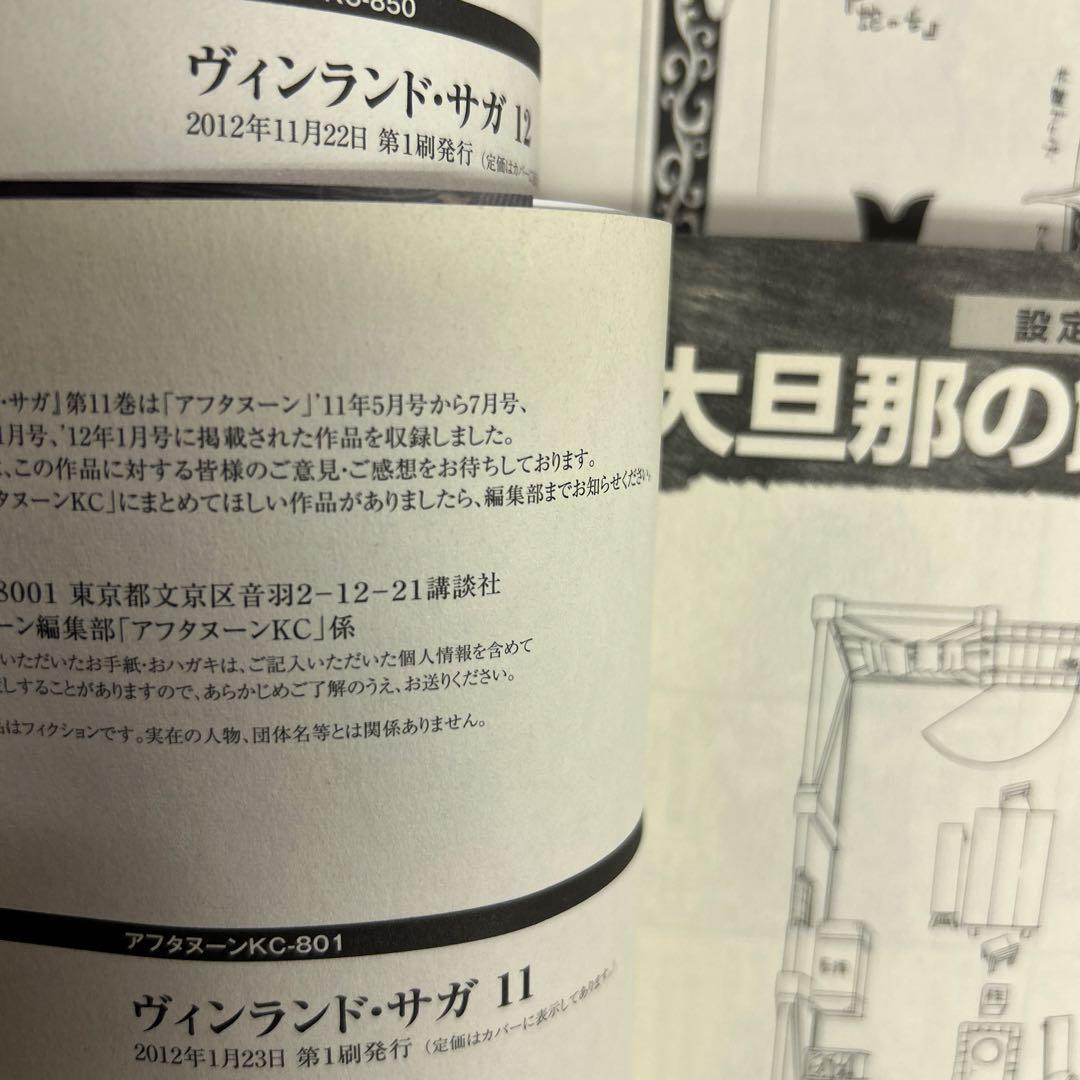 KC-850
ヴィンランド・サガ 12
2012年11月22日 第1刷発行 (定価はカバーに
・サガ』第11巻は「アフタヌーン」'11年5月号から7月号、
1月号、'12年1月号に掲載された作品を収録しました。
、この作品に対する皆様のご意見・ご感想をお待ちしております。
タヌーンKC」にまとめてほしい作品がありましたら、編集部までお知らせください。
8001 東京都文京区音羽2-12-21講談社
ーン編集部「アフタヌーンKC」係
いただいたお手紙・おハガキは、ご記入いただいた個人情報を含めて
しすることがありますので、あらかじめご了解のうえ、お送りください。
はフィクションです。実在の人物、団体名等とは関係ありません。
アフタヌーンKC-801
ヴィンランド・サガ 11
2012年1月23日 第1刷発行 (定価はカバーに表示してあります。)
設定
大旦那の